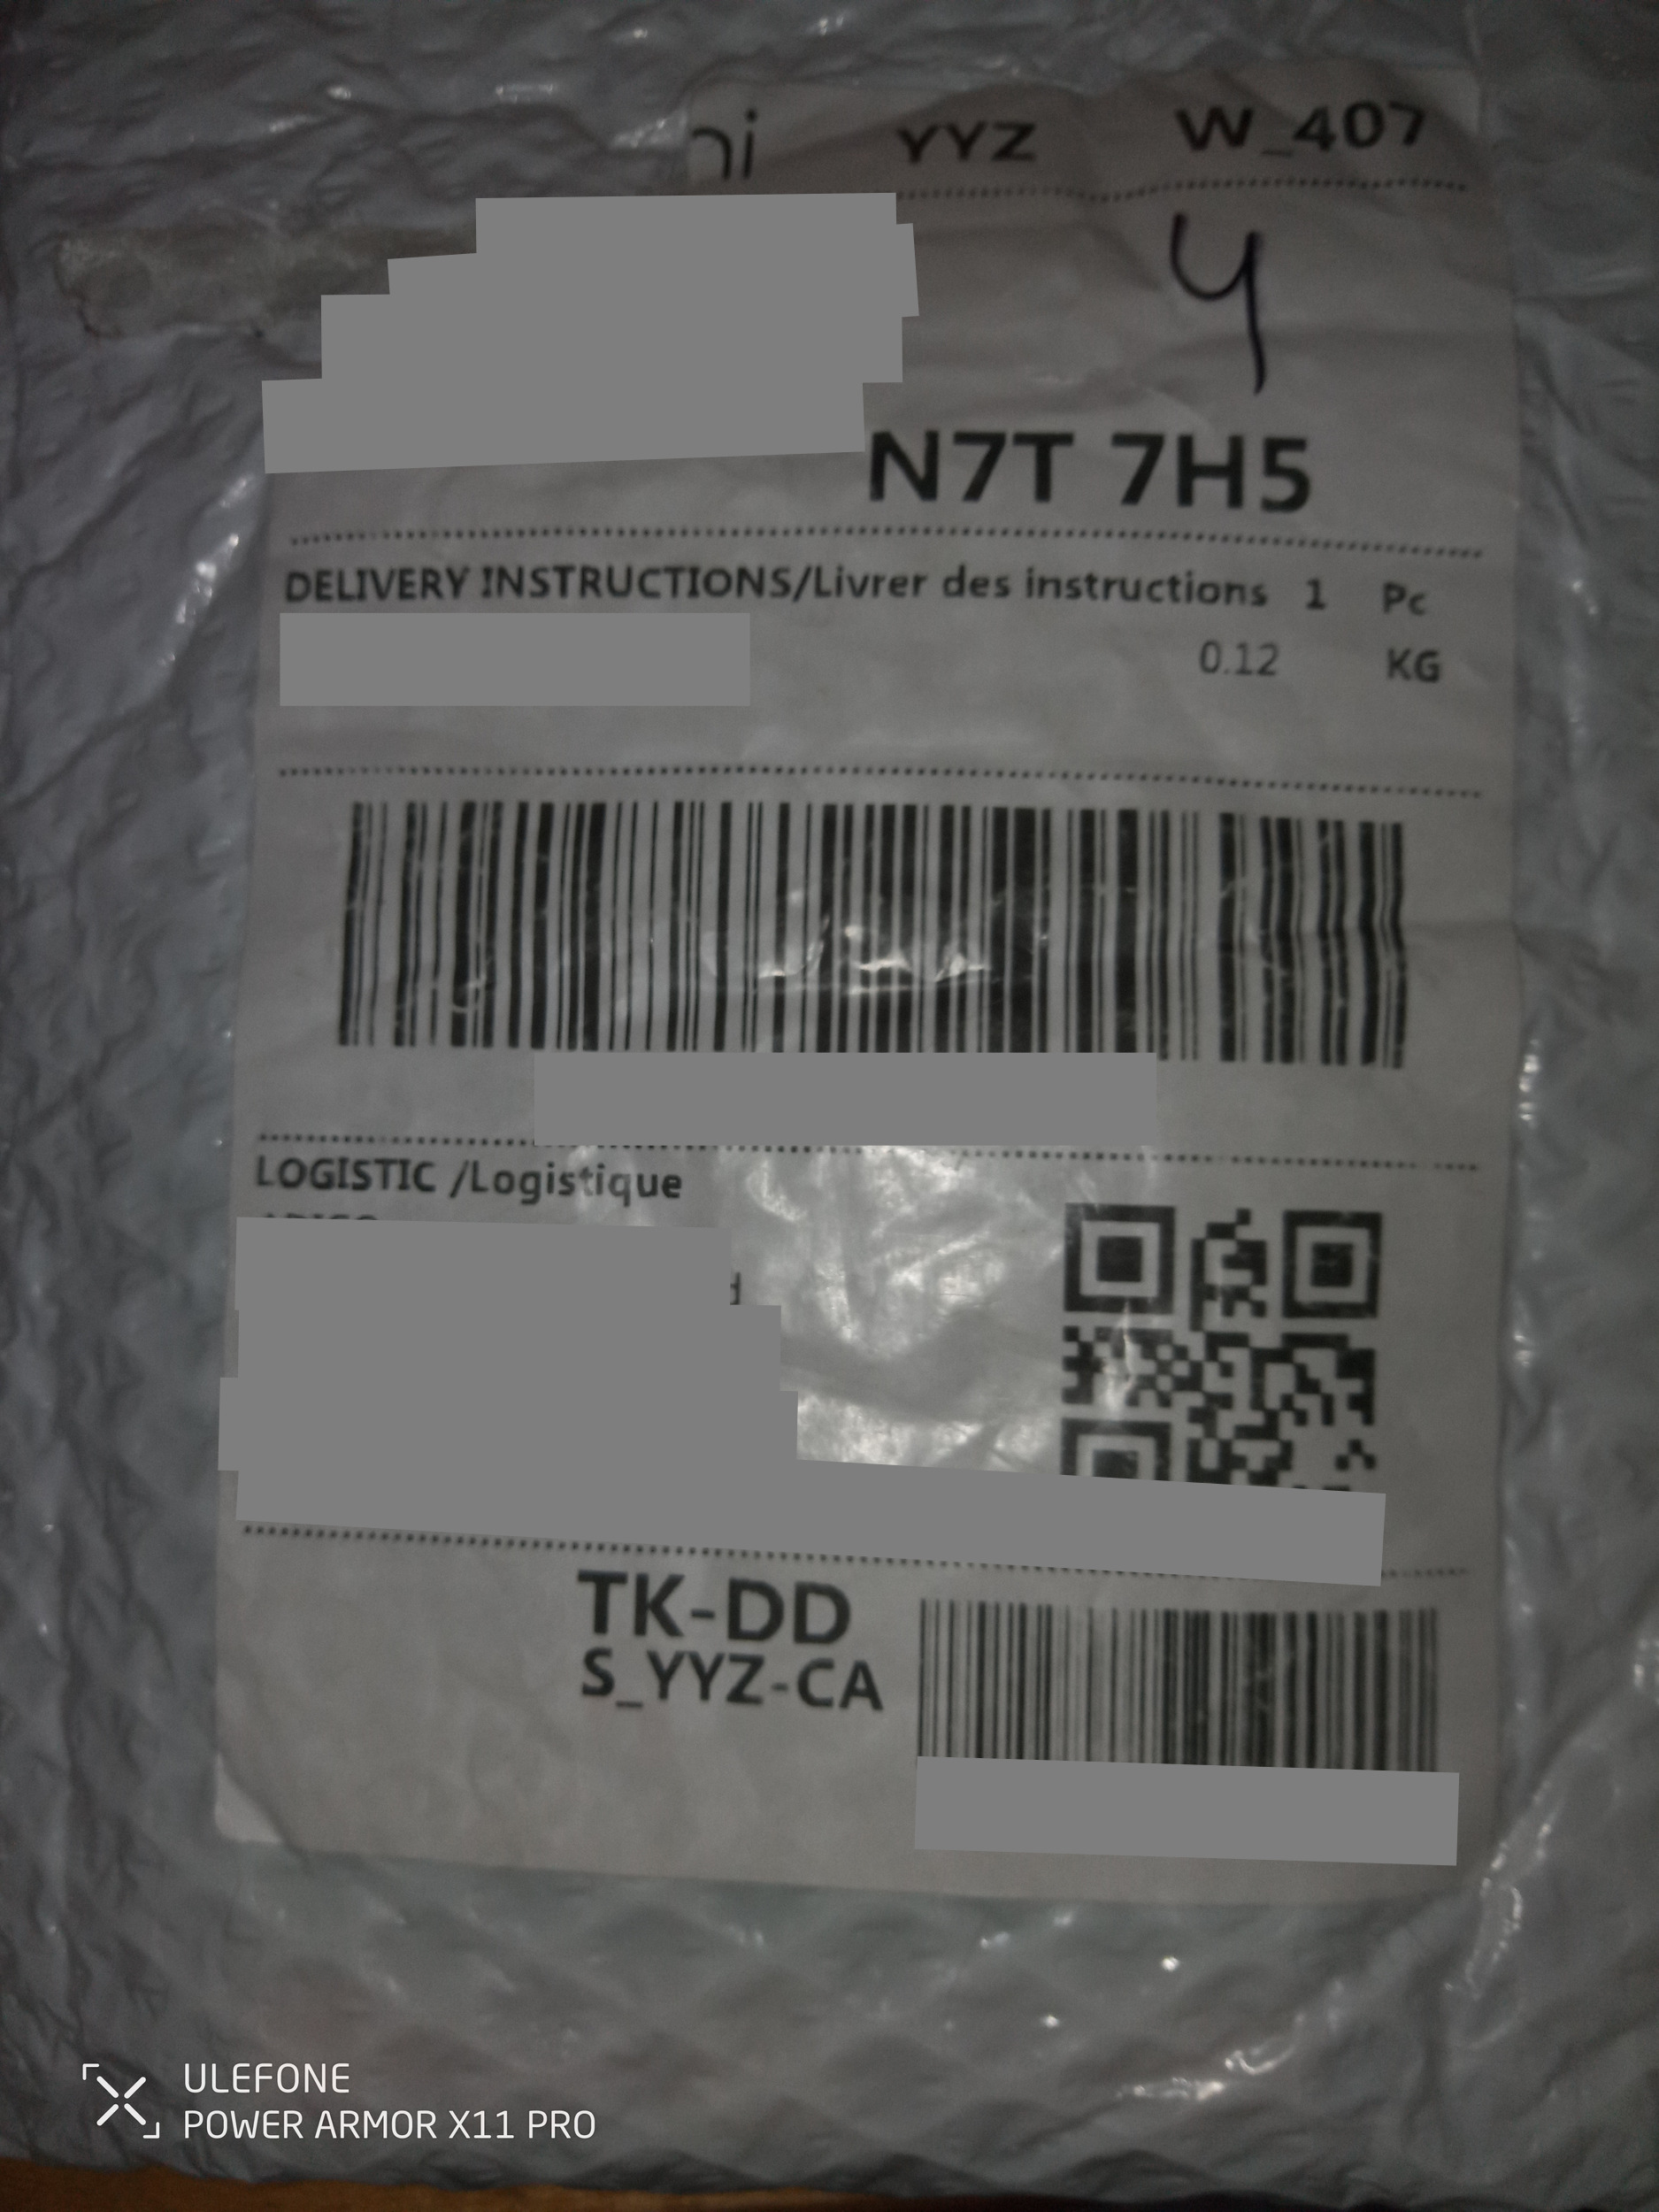 YYZ W_407
4
N7T 7H5
DELIVERY INSTRUCTIONS/Livrer des instructions 1 Pc
0.12 KG
LOGISTIC /Logistique
TK-DD
S_YYZ-CA
ULEFONE
POWER ARMOR X11 PRO